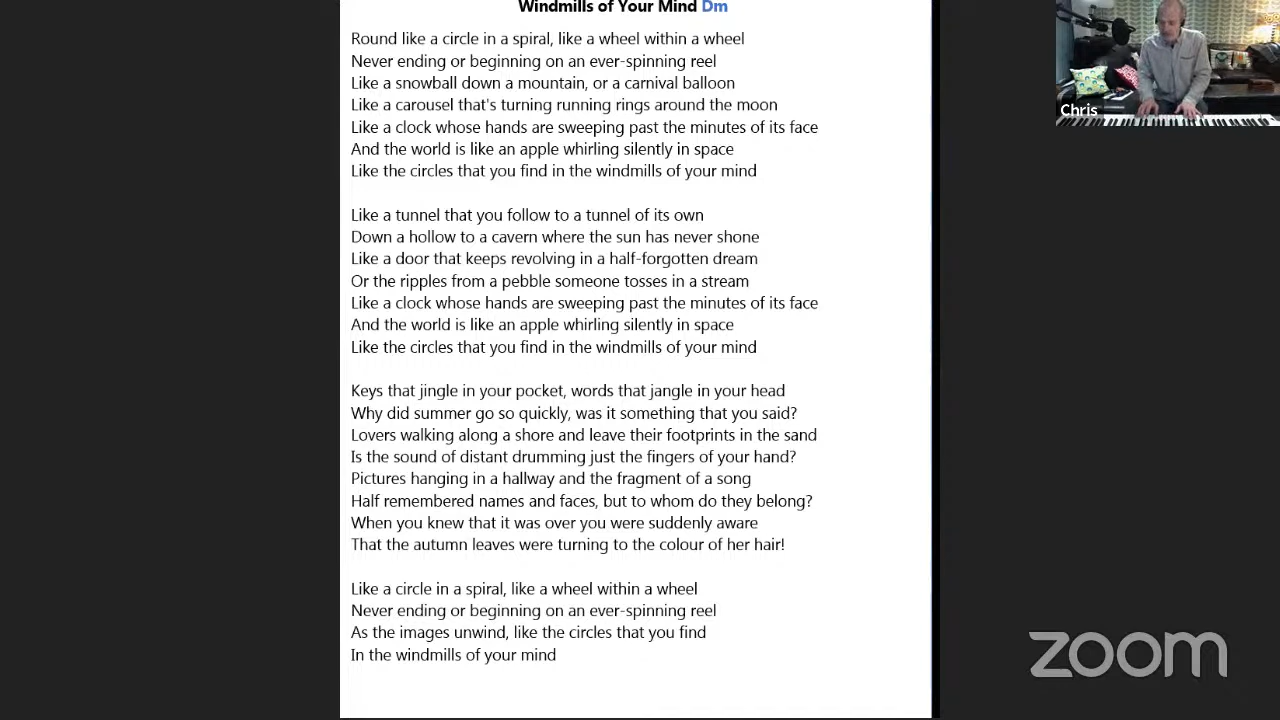 Windmills of Your Mind Dm
Round like a circle in a spiral, like a wheel within a wheel
Never ending or beginning on an ever-spinning reel
Like a snowball down a mountain, or a carnival balloon
Like a carousel that's turning running rings around the moon
Like a clock whose hands are sweeping past the minutes of its face
And the world is like an apple whirling silently in space
Like the circles that you find in the windmills of your mind

Like a tunnel that you follow to a tunnel of its own
Down a hollow to a cavern where the sun has never shone
Like a door that keeps revolving in a half-forgotten dream
Or the ripples from a pebble someone tosses in a stream
Like a clock whose hands are sweeping past the minutes of its face
And the world is like an apple whirling silently in space
Like the circles that you find in the windmills of your mind

Keys that jingle in your pocket, words that jangle in your head
Why did summer go so quickly, was it something that you said?
Lovers walking along a shore and leave their footprints in the sand
Is the sound of distant drumming just the fingers of your hand?
Pictures hanging in a hallway and the fragment of a song
Half remembered names and faces, but to whom do they belong?
When you knew that it was over you were suddenly aware
That the autumn leaves were turning to the colour of her hair!

Like a circle in a spiral, like a wheel within a wheel
Never ending or beginning on an ever-spinning reel
As the images unwind, like the circles that you find
In the windmills of your mind
Chris
zoom